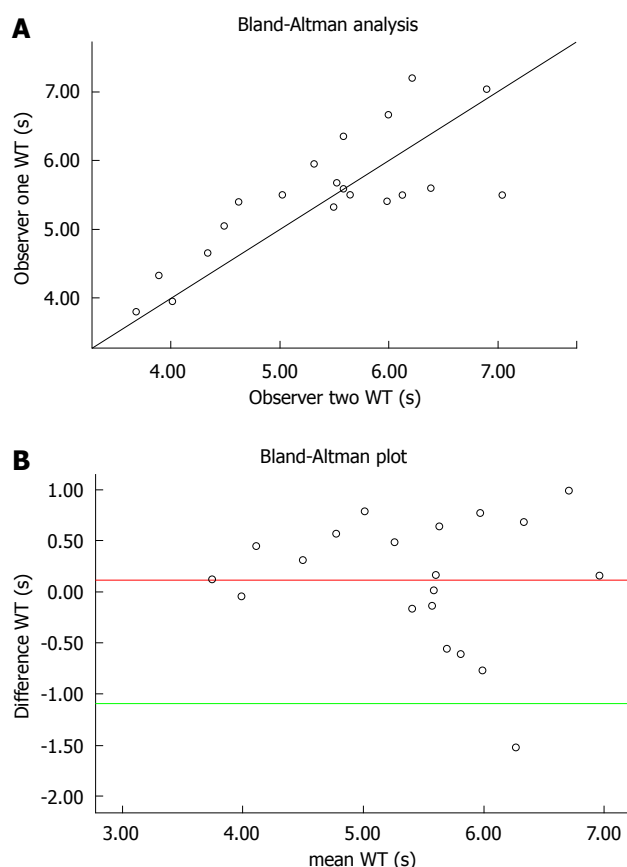 A
Bland-Altman analysis
Observer one WT (s)
7.00
6.00
5.00
4.00
4.00 5.00 6.00 7.00
Observer two WT (s)
B
Bland-Altman plot
Difference WT (s)
1.00
0.50
0.00
-0.50
-1.00
-1.50
-2.00
3.00 4.00 5.00 6.00 7.00
mean WT (s)